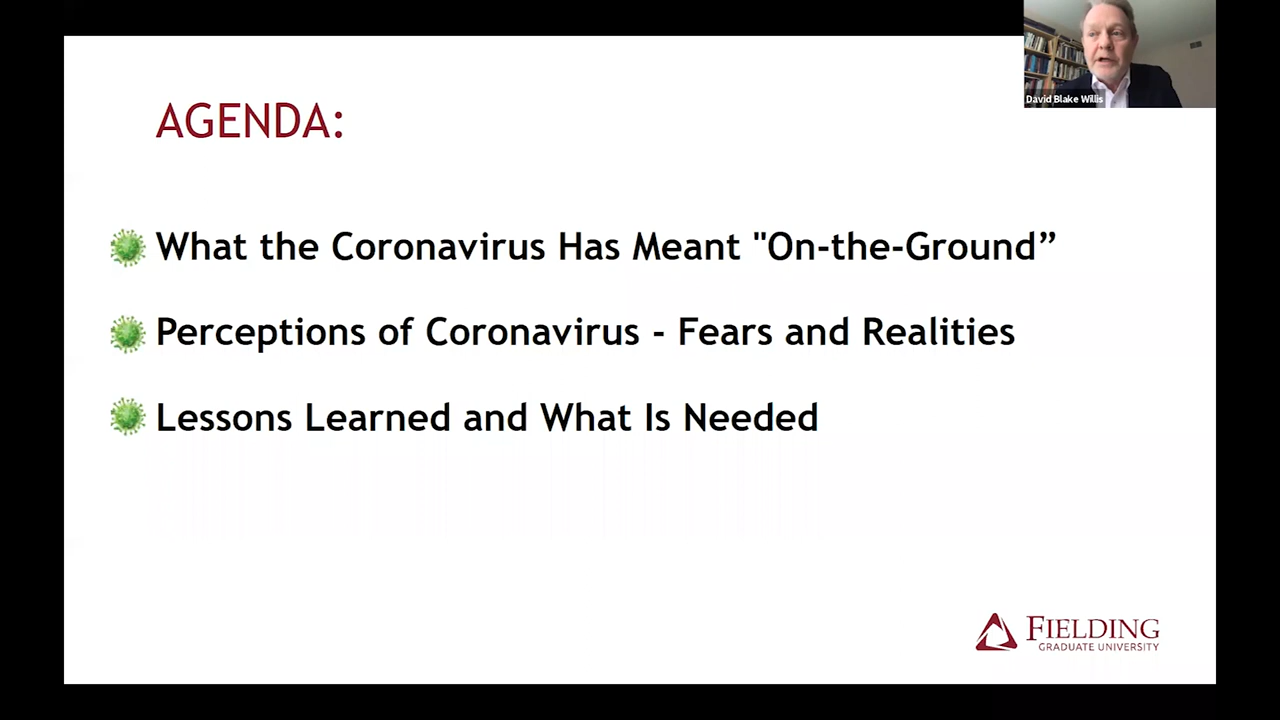 David Blake Willis
AGENDA:
What the Coronavirus Has Meant "On-the-Ground”
Perceptions of Coronavirus - Fears and Realities
Lessons Learned and What Is Needed
FIELDING
GRADUATE UNIVERSITY